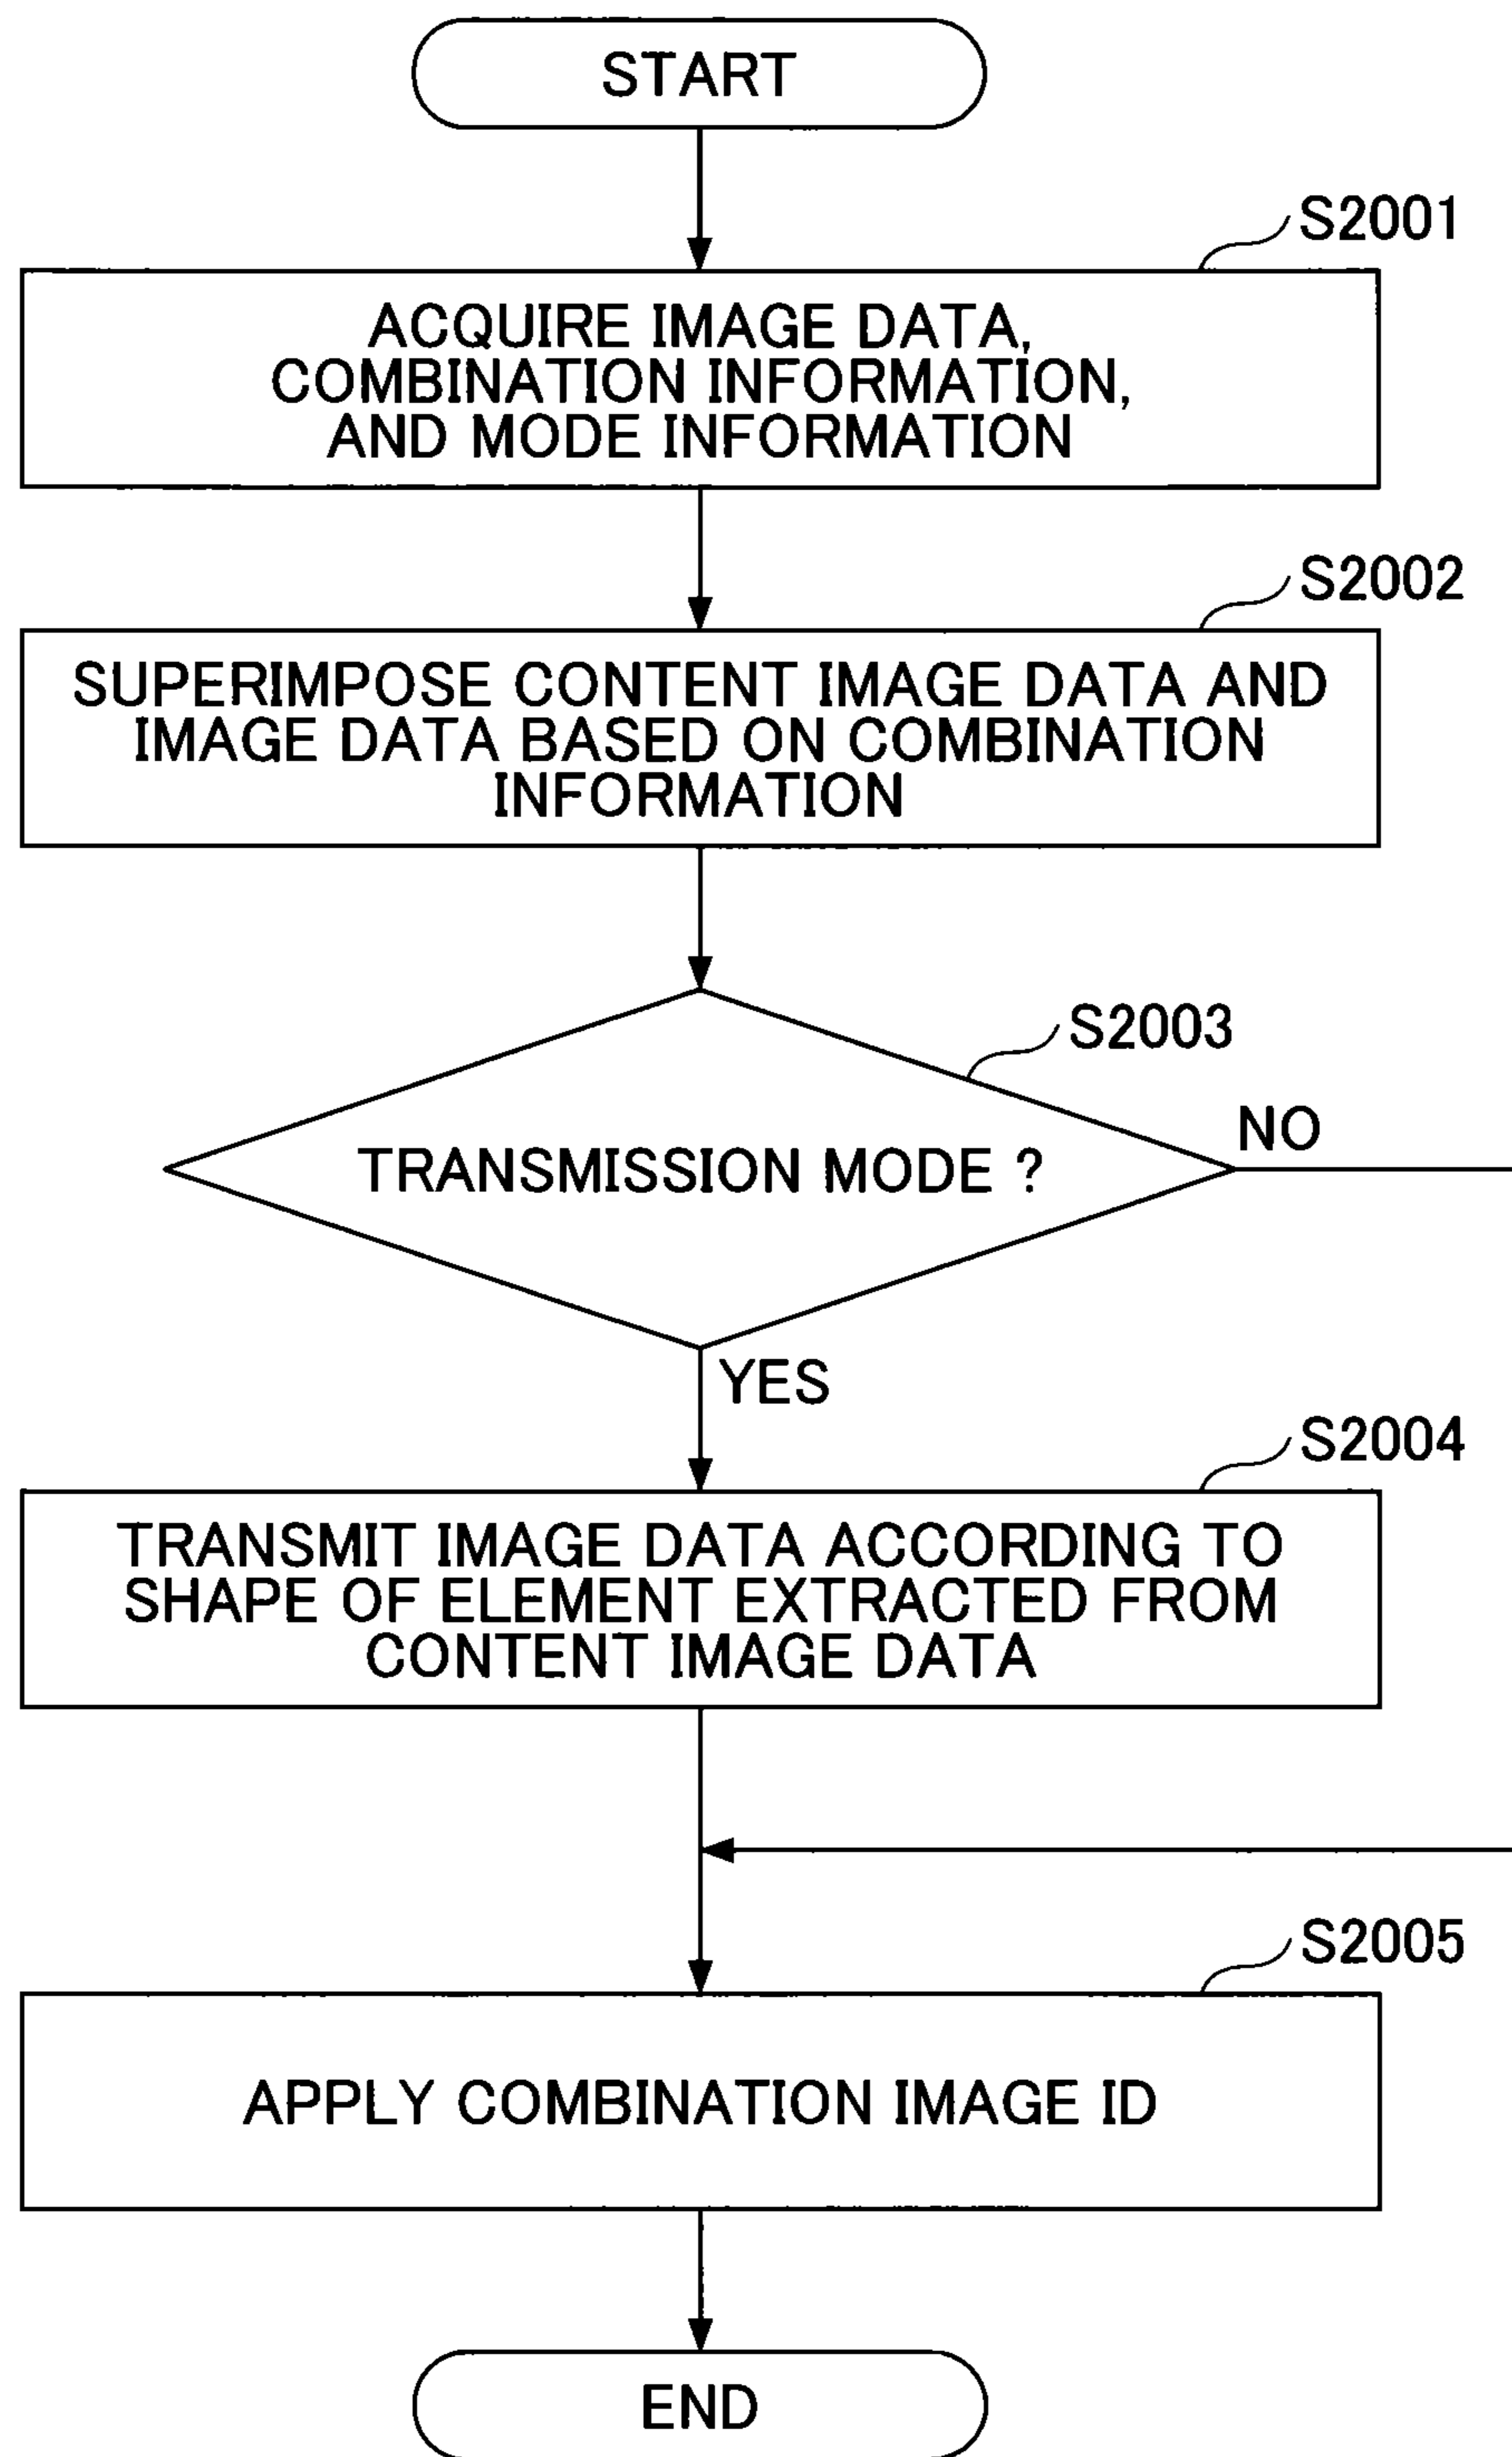 START
S2001
ACQUIRE IMAGE DATA,
COMBINATION INFORMATION,
AND MODE INFORMATION
S2002
SUPERIMPOSE CONTENT IMAGE DATA AND
IMAGE DATA BASED ON COMBINATION
INFORMATION
S2003
TRANSMISSION MODE ?
NO
YES
S2004
TRANSMIT IMAGE DATA ACCORDING TO
SHAPE OF ELEMENT EXTRACTED FROM
CONTENT IMAGE DATA
S2005
APPLY COMBINATION IMAGE ID
END